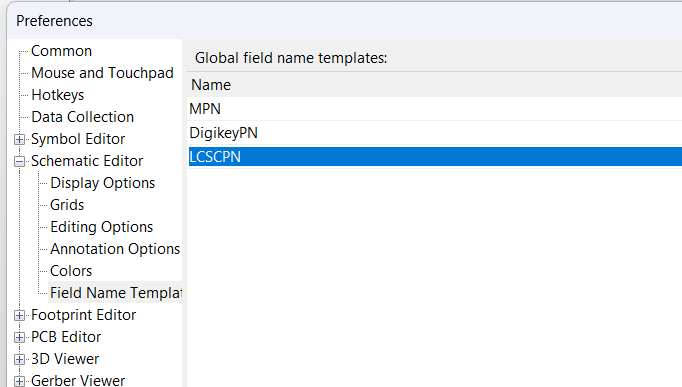 Preferences
Common
Mouse and Touchpad
Hotkeys
Data Collection
Symbol Editor
Schematic Editor
Display Options
Grids
Editing Options
Annotation Options
Colors
Field Name Templat
Footprint Editor
PCB Editor
3D Viewer
Gerber Viewer
Global field name templates:
Name
MPN
DigikeyPN
LCSCPN